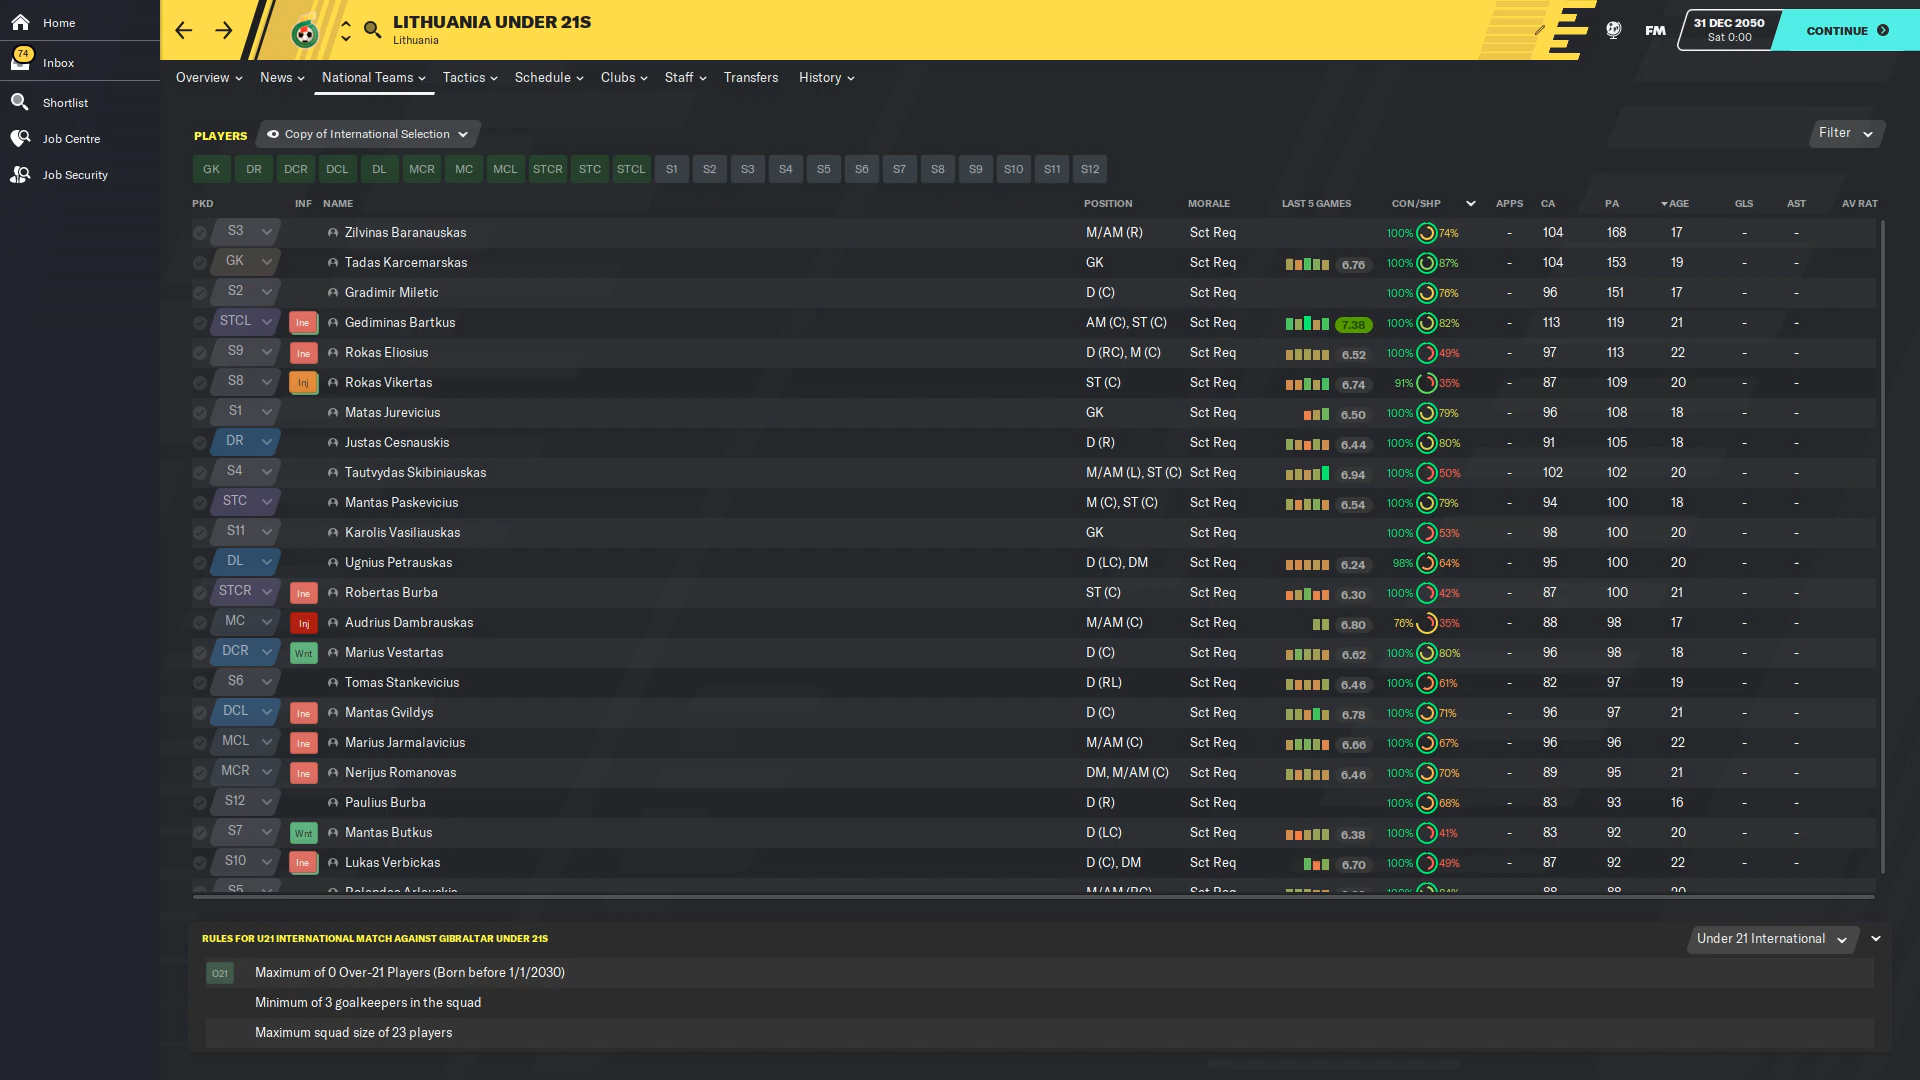 Home
74
Inbox
Shortlist
Job Centre
Job Security
LITHUANIA UNDER 21S
Lithuania
FM
31 DEC 2050
Sat 0:00
CONTINUE
Overview News National Teams Tactics Schedule Clubs Staff Transfers History
PLAYERS Copy of International Selection Filter
GK DR DCR DCL DL MCR MC MCL STCR STC STCL S1 S2 S3 S4 S5 S6 S7 S8 S9 S10 S11 S12
PKD INF NAME POSITION MORALE LAST 5 GAMES CON/SHP APPS CA PA AGE GLS AST AV RAT
S3 Zilvinas Baranauskas M/AM (R) Sct Req 100% 74% - 104 168 17 - -
GK Tadas Karcemarskas GK Sct Req 6.76 100% 87% - 104 153 19 - -
S2 Gradimir Miletic D (C) Sct Req 100% 76% - 96 151 17 - -
STCL Ine Gediminas Bartkus AM (C), ST (C) Sct Req 7.38 100% 82% - 113 119 21 - -
S9 Ine Rokas Eliosius D (RC), M (C) Sct Req 6.52 100% 49% - 97 113 22 - -
S8 Inj Rokas Vikertas ST (C) Sct Req 6.74 91% 35% - 87 109 20 - -
S1 Matas Jurevicius GK Sct Req 6.50 100% 79% - 96 108 18 - -
DR Justas Cesnauskis D (R) Sct Req 6.44 100% 80% - 91 105 18 - -
S4 Tautvydas Skibiniauskas M/AM (L), ST (C) Sct Req 6.94 100% 50% - 102 102 20 - -
STC Mantas Paskevicius M (C), ST (C) Sct Req 6.54 100% 79% - 94 100 18 - -
S11 Karolis Vasiliauskas GK Sct Req 100% 53% - 98 100 20 - -
DL Ugnius Petrauskas D (LC), DM Sct Req 6.24 98% 64% - 95 100 20 - -
STCR Ine Robertas Burba ST (C) Sct Req 6.30 100% 42% - 87 100 21 - -
MC Inj Audrius Dambrauskas M/AM (C) Sct Req 6.80 76% 35% - 88 98 17 - -
DCR Wnt Marius Vestartas D (C) Sct Req 6.62 100% 80% - 96 98 18 - -
S6 Tomas Stankevicius D (RL) Sct Req 6.46 100% 61% - 82 97 19 - -
DCL Ine Mantas Gvildys D (C) Sct Req 6.78 100% 71% - 96 97 21 - -
MCL Ine Marius Jarmalavicius M/AM (C) Sct Req 6.66 100% 67% - 96 96 22 - -
MCR Ine Nerijus Romanovas DM, M/AM (C) Sct Req 6.46 100% 70% - 89 95 21 - -
S12 Paulius Burba D (R) Sct Req 100% 68% - 83 93 16 - -
S7 Wnt Mantas Butkus D (LC) Sct Req 6.38 100% 41% - 83 92 20 - -
S10 Ine Lukas Verbickas D (C), DM Sct Req 6.70 100% 49% - 87 92 22 - -
S5 M/AM (RC) Sct Req 100% 88 88 20
RULES FOR U21 INTERNATIONAL MATCH AGAINST GIBRALTAR UNDER 21S Under 21 International
O21 Maximum of 0 Over-21 Players (Born before 1/1/2030)
Minimum of 3 goalkeepers in the squad
Maximum squad size of 23 players